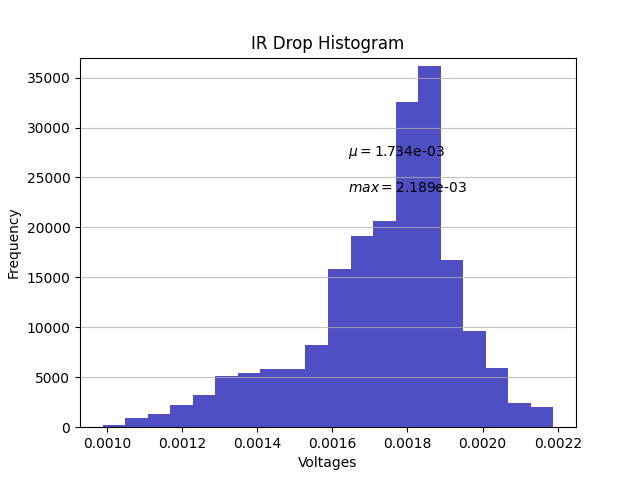 IR Drop Histogram
35000
30000
25000
20000
15000
10000
5000
0
Frequency
μ = 1.734e-03
max = 2.189e-03
0.0010 0.0012 0.0014 0.0016 0.0018 0.0020 0.0022
Voltages